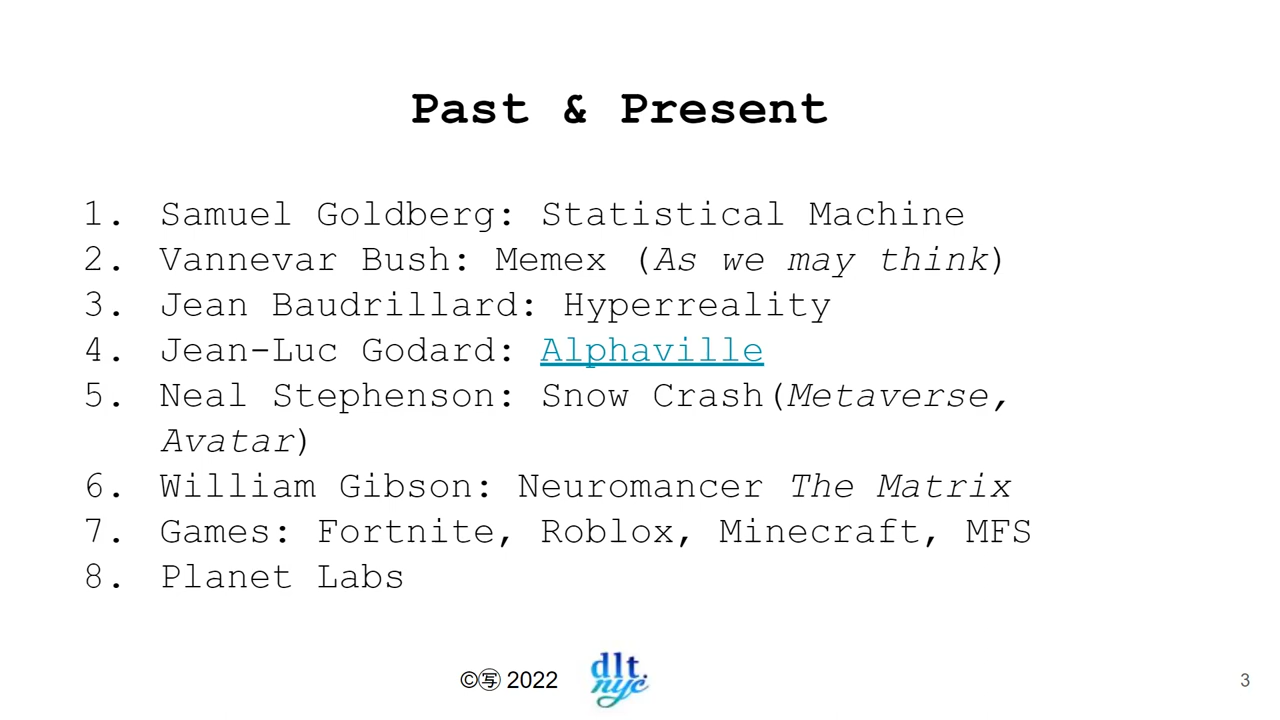 Past & Present
1. Samuel Goldberg: Statistical Machine
2. Vannevar Bush: Memex (As we may think)
3. Jean Baudrillard: Hyperreality
4. Jean-Luc Godard: Alphaville
5. Neal Stephenson: Snow Crash(Metaverse,
Avatar)
6. William Gibson: Neuromancer The Matrix
7. Games: Fortnite, Roblox, Minecraft, MFS
8. Planet Labs
©㊢ 2022
dlt.
nyc
3